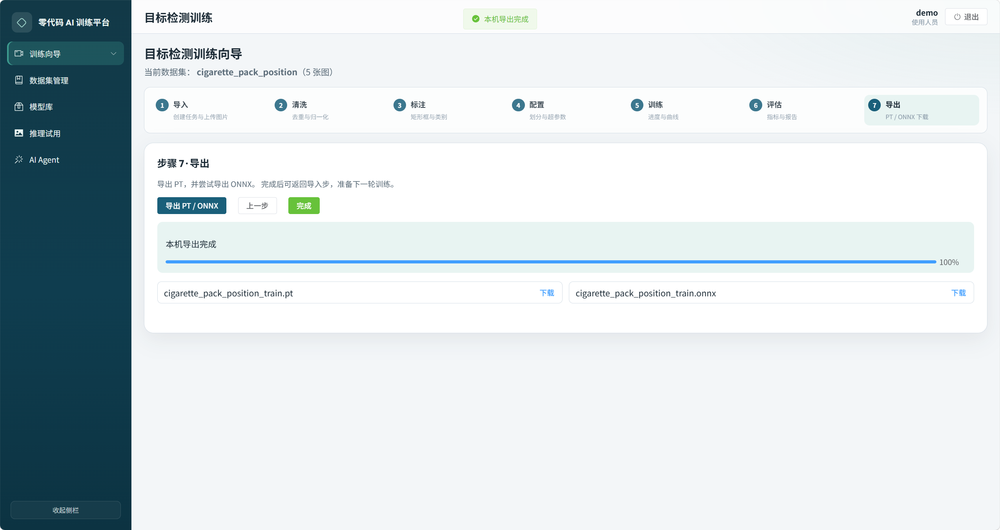 零代码 AI 训练平台
训练向导
数据集管理
模型库
推理试用
AI Agent
收起侧栏
目标检测训练
本机导出完成
demo
使用人员
退出
目标检测训练向导
当前数据集： cigarette_pack_position（5 张图）
1 导入
创建任务与上传图片
2 清洗
去重与归一化
3 标注
矩形框与类别
4 配置
划分与超参数
5 训练
进度与曲线
6 评估
指标与报告
7 导出
PT / ONNX 下载
步骤 7 · 导出
导出 PT，并尝试导出 ONNX。 完成后可返回导入步，准备下一轮训练。
导出 PT / ONNX
上一步
完成
本机导出完成
100%
cigarette_pack_position_train.pt 下载
cigarette_pack_position_train.onnx 下载